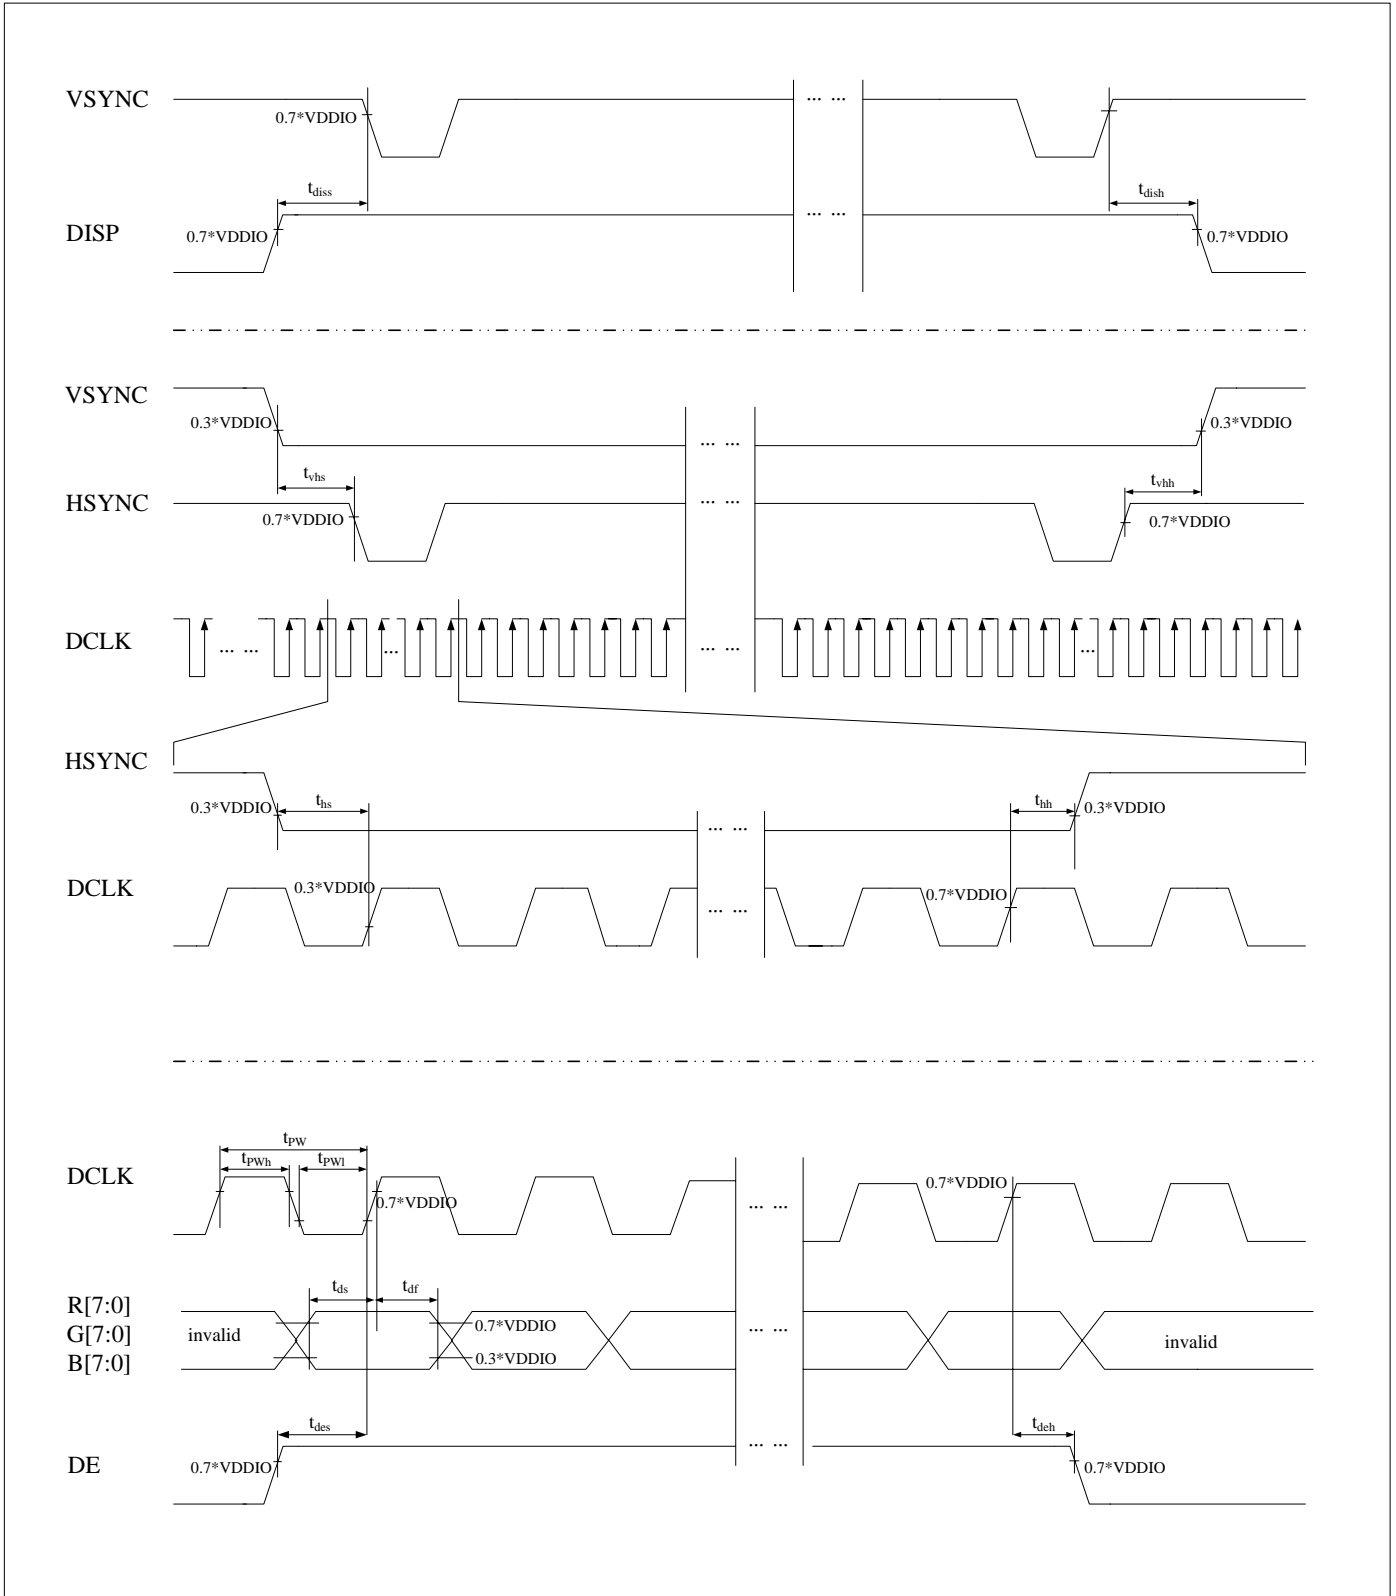 VSYNC
... ...
0.7*VDDIO
t_diss
t_dish
DISP
... ...
0.7*VDDIO
0.7*VDDIO
VSYNC
0.3*VDDIO
0.3*VDDIO
... ...
t_vhs
t_vhh
HSYNC
... ...
0.7*VDDIO
0.7*VDDIO
DCLK
... ...
...
... ...
...
HSYNC
t_hs
t_hh
0.3*VDDIO
0.3*VDDIO
... ...
DCLK
0.3*VDDIO
0.7*VDDIO
... ...
t_PW
t_PWh
t_PWl
DCLK
0.7*VDDIO
0.7*VDDIO
... ...
t_ds
t_df
R[7:0]
G[7:0]
B[7:0]
invalid
0.7*VDDIO
0.3*VDDIO
... ...
invalid
t_des
t_deh
DE
0.7*VDDIO
... ...
0.7*VDDIO